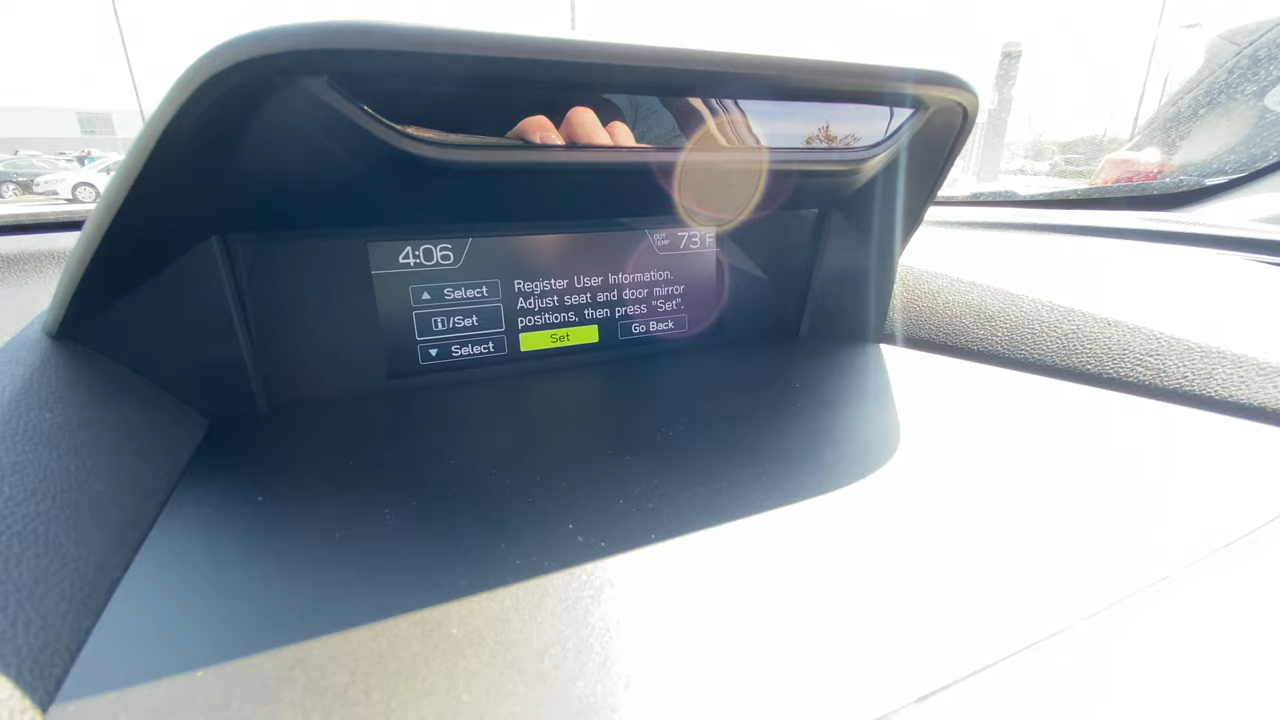 4:06
OUT TEMP 73°F
▲ Select
i/Set
▼ Select
Register User Information.
Adjust seat and door mirror
positions, then press "Set".
Set
Go Back